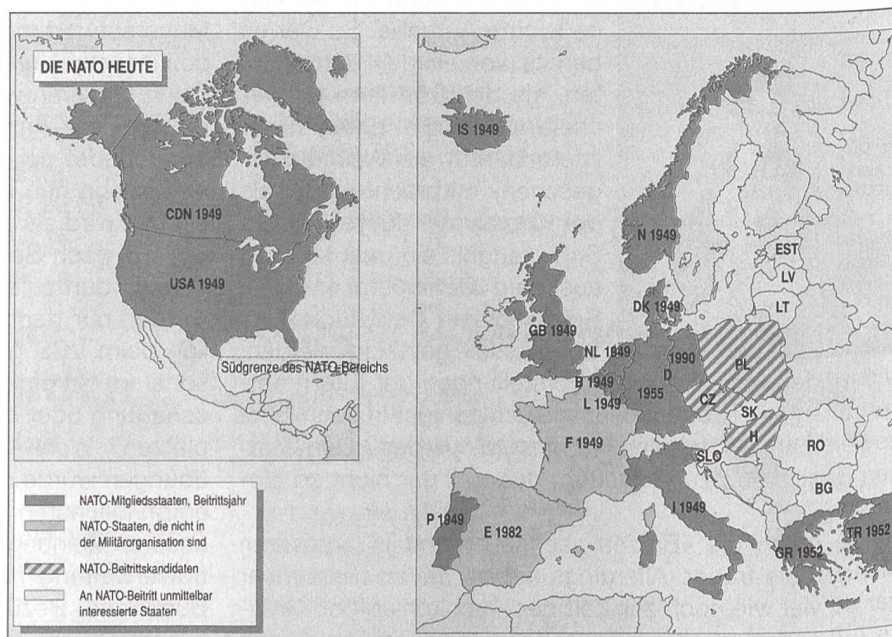 DIE NATO HEUTE
CDN 1949
USA 1949
Südgrenze des NATO-Bereichs
NATO-Mitgliedsstaaten, Beitrittsjahr
NATO-Staaten, die nicht in
der Militärorganisation sind
NATO-Beitrittskandidaten
An NATO-Beitritt unmittelbar
interessierte Staaten
IS 1949
N 1949
EST
LV
LT
DK 1949
GB 1949
NL 1949
1990
D
1955
PL
B 1949
L 1949
CZ
SK
F 1949
H
SLO
RO
BG
P 1949
E 1982
I 1949
GR 1952
TR 1952